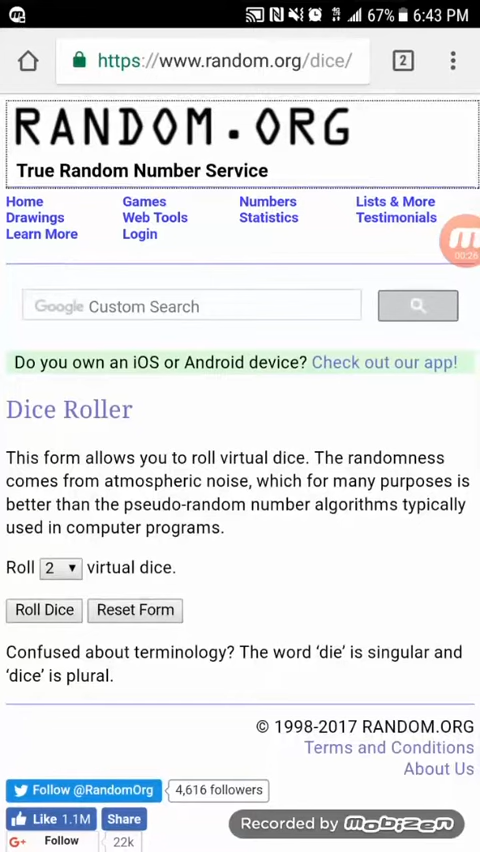 67% 6:43 PM
https://www.random.org/dice/ 2
RANDOM.ORG
True Random Number Service
Home Games Numbers Lists & More
Drawings Web Tools Statistics Testimonials
Learn More Login
00:26
Google Custom Search
Do you own an iOS or Android device? Check out our app!
Dice Roller
This form allows you to roll virtual dice. The randomness
comes from atmospheric noise, which for many purposes is
better than the pseudo-random number algorithms typically
used in computer programs.
Roll 2 virtual dice.
Roll Dice Reset Form
Confused about terminology? The word ‘die’ is singular and
‘dice’ is plural.
© 1998-2017 RANDOM.ORG
Terms and Conditions
About Us
Follow @RandomOrg 4,616 followers
Like 1.1M Share
G+ Follow 22k
Recorded by mobizen